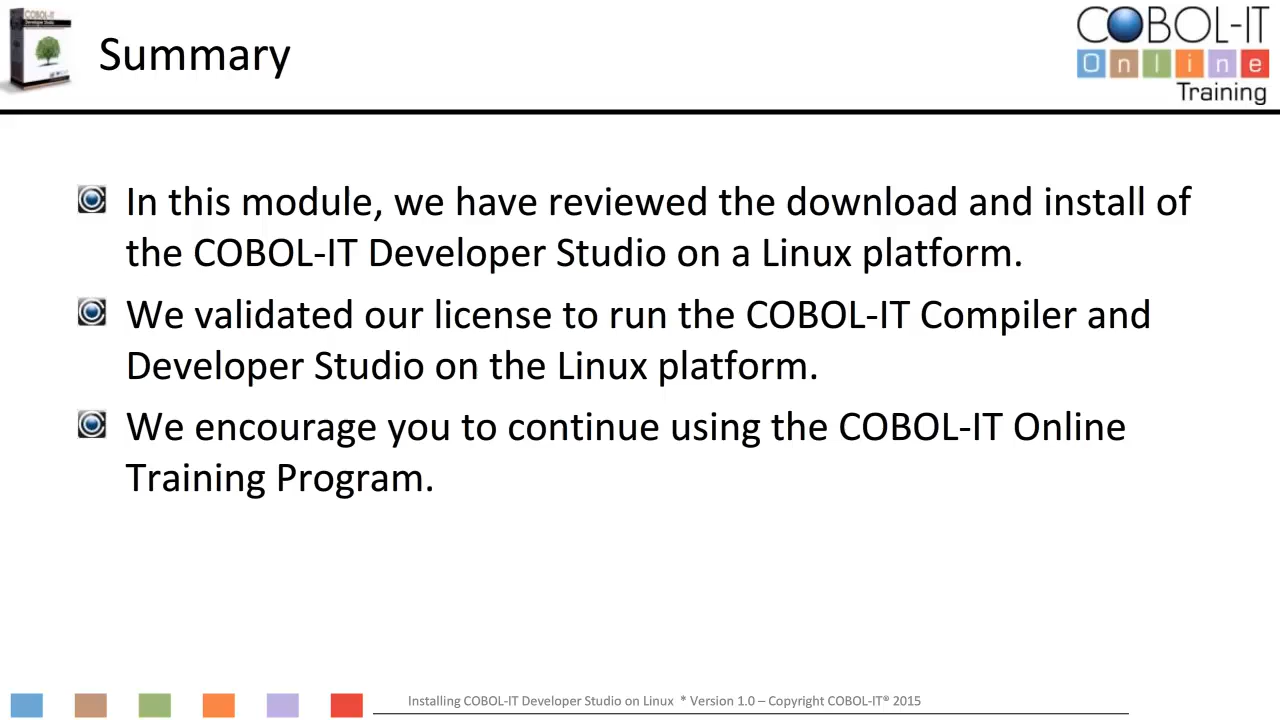 Summary
COBOL-IT
Online
Training
In this module, we have reviewed the download and install of
the COBOL-IT Developer Studio on a Linux platform.
We validated our license to run the COBOL-IT Compiler and
Developer Studio on the Linux platform.
We encourage you to continue using the COBOL-IT Online
Training Program.
Installing COBOL-IT Developer Studio on Linux * Version 1.0 – Copyright COBOL-IT® 2015